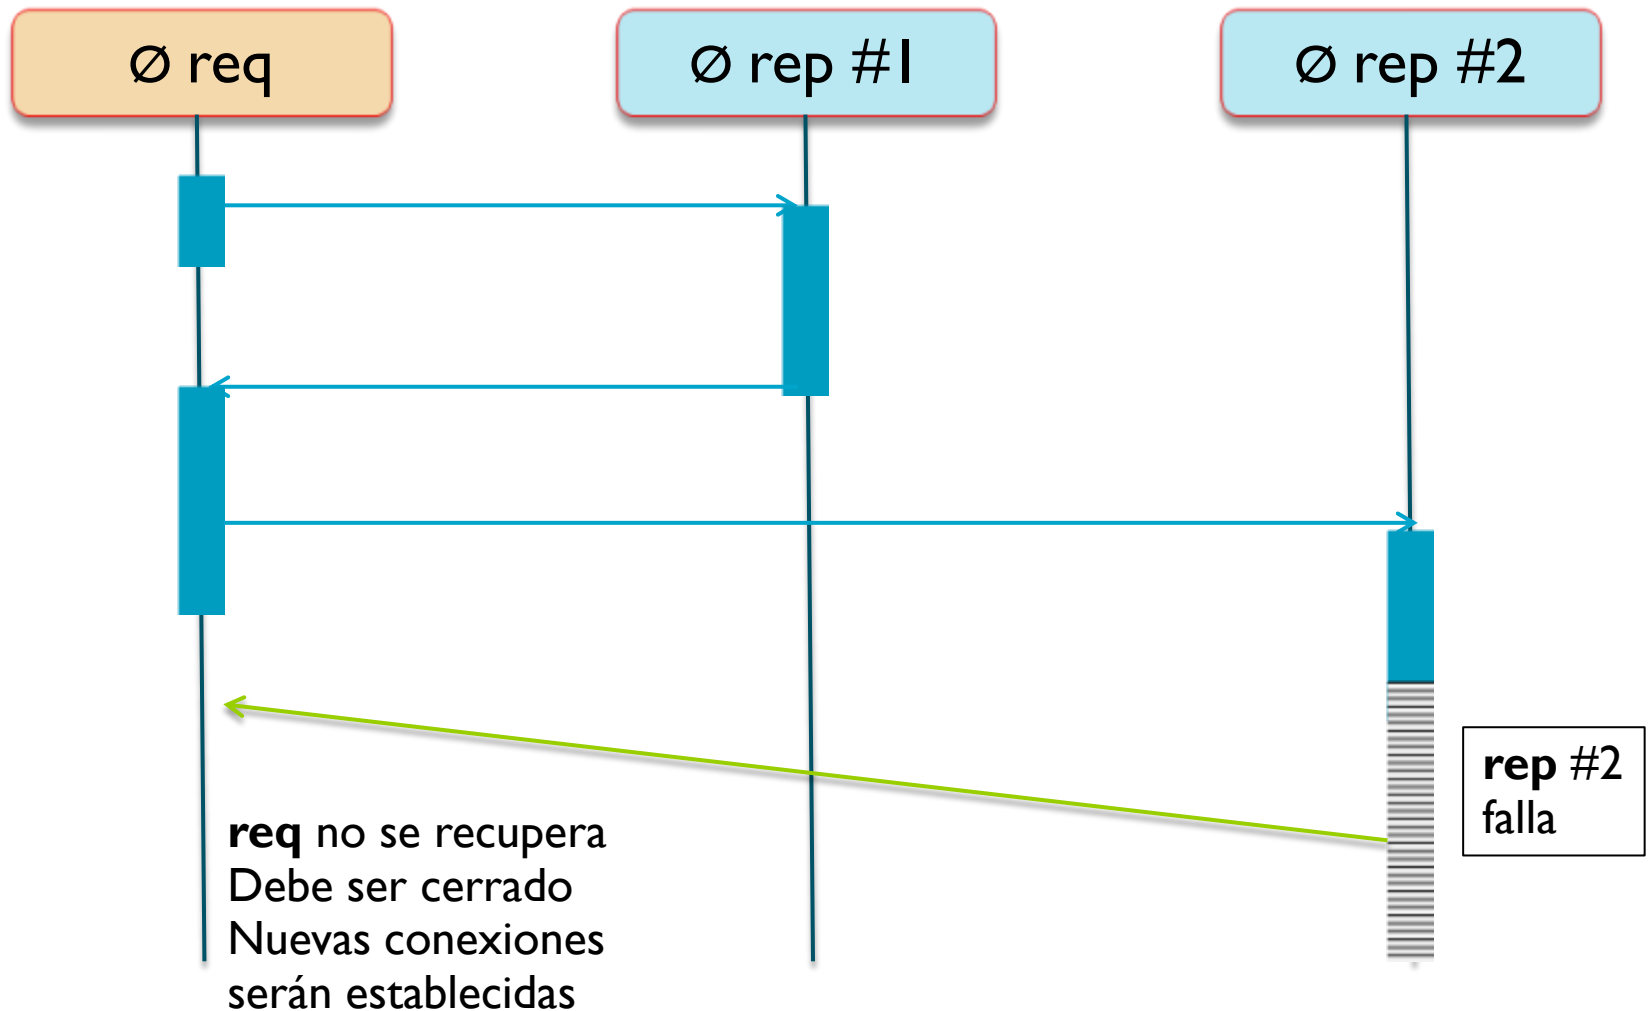 Ø req
Ø rep #1
Ø rep #2
rep #2
falla
req no se recupera
Debe ser cerrado
Nuevas conexiones
serán establecidas